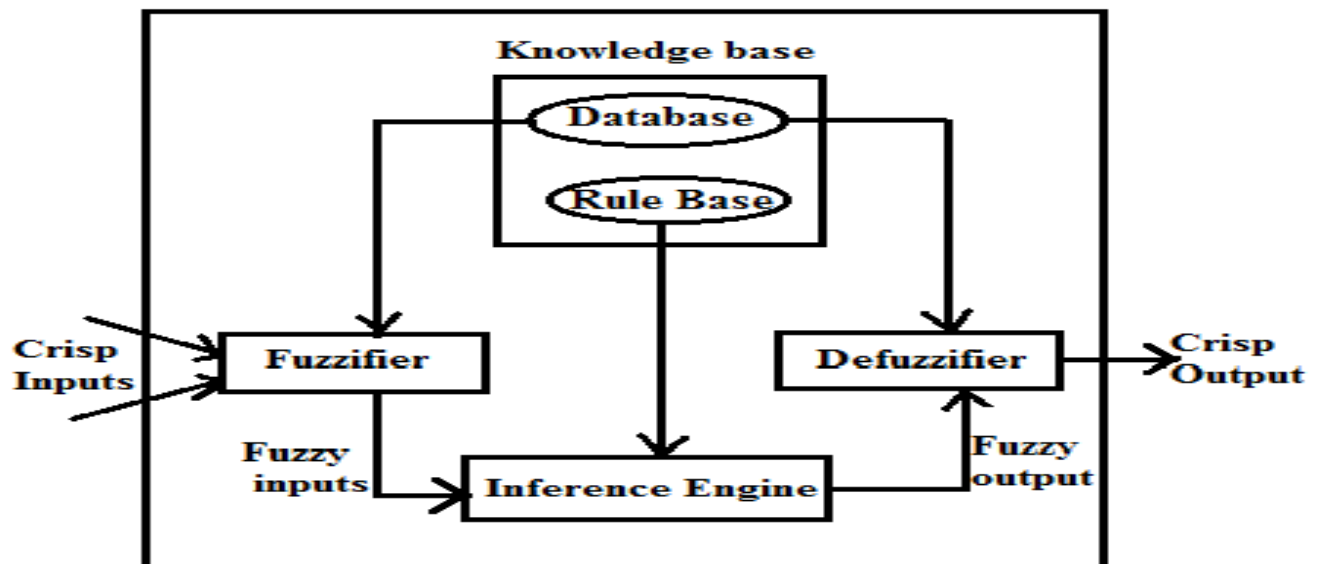 Knowledge base
Database
Rule Base
Crisp
Inputs
Fuzzifier
Defuzzifier
Crisp
Output
Fuzzy
inputs
Inference Engine
Fuzzy
output